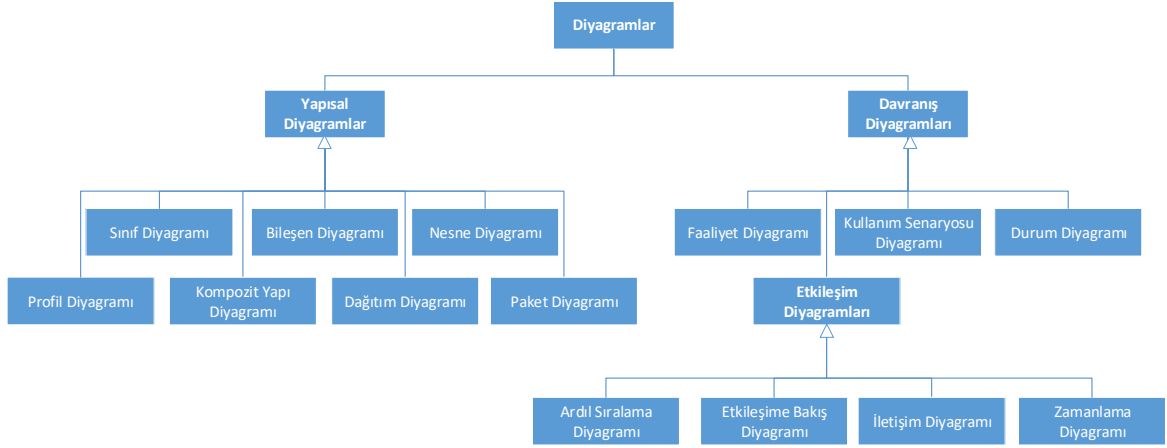 Diyagramlar
Yapısal
Diyagramlar
Davranış
Diyagramları
Sınıf Diyagramı
Bileşen Diyagramı
Nesne Diyagramı
Faaliyet Diyagramı
Kullanım Senaryosu
Diyagramı
Durum Diyagramı
Profil Diyagramı
Kompozit Yapı
Diyagramı
Dağıtım Diyagramı
Paket Diyagramı
Etkileşim
Diyagramları
Ardıl Sıralama
Diyagramı
Etkileşime Bakış
Diyagramı
İletişim Diyagramı
Zamanlama
Diyagramı